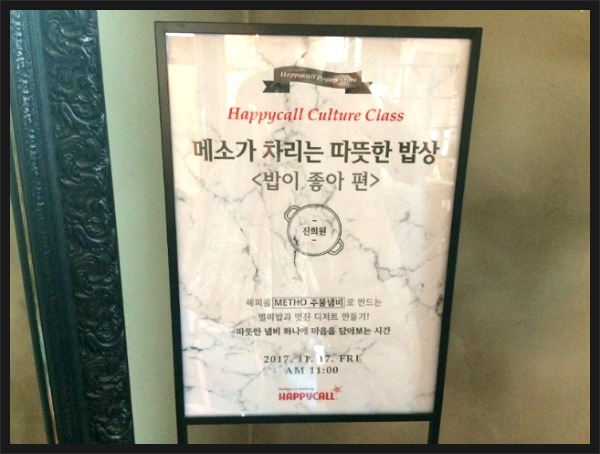 Happycall Popup Store
Happycall Culture Class
메소가 차리는 따뜻한 밥상
<밥이 좋아 편>
진희원
해피콜 METHO 주물냄비로 만드는
별미밥과 멋진 디저트 만들기!
따뜻한 냄비 하나에 마음을 담아보는 시간
2017. 11. 17. FRI
AM 11:00
HAPPYCALL